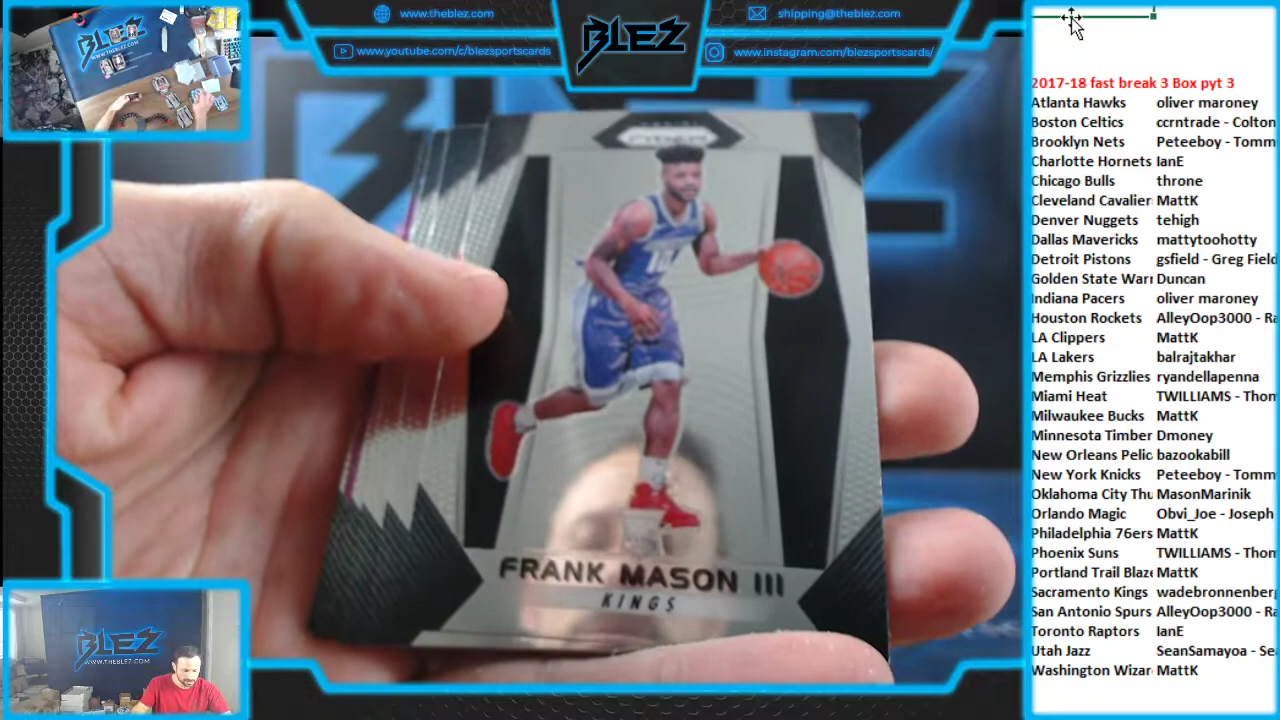 www.theblez.com
shipping@theblez.com
www.youtube.com/c/blezsportscards
www.instagram.com/blezsportscards/
BLEZ
PRIZM
10
FRANK MASON III
KINGS
BLEZ
BLEZ
WWW.THEBLEZ.COM
2017-18 fast break 3 Box pyt 3
Atlanta Hawks oliver maroney
Boston Celtics ccrntrade - Colton
Brooklyn Nets Peteeboy - Tomm
Charlotte Hornets IanE
Chicago Bulls throne
Cleveland Cavalier MattK
Denver Nuggets tehigh
Dallas Mavericks mattytoohotty
Detroit Pistons gsfield - Greg Field
Golden State Warr Duncan
Indiana Pacers oliver maroney
Houston Rockets AlleyOop3000 - Ra
LA Clippers MattK
LA Lakers balrajtakhar
Memphis Grizzlies ryandellapenna
Miami Heat TWILLIAMS - Thon
Milwaukee Bucks MattK
Minnesota Timber Dmoney
New Orleans Pelic bazookabill
New York Knicks Peteeboy - Tomm
Oklahoma City Thu MasonMarinik
Orlando Magic Obvi_Joe - Joseph
Philadelphia 76ers MattK
Phoenix Suns TWILLIAMS - Thon
Portland Trail Blaze MattK
Sacramento Kings wadebronnenberg
San Antonio Spurs AlleyOop3000 - Ra
Toronto Raptors IanE
Utah Jazz SeanSamayoa - Sea
Washington Wizar MattK